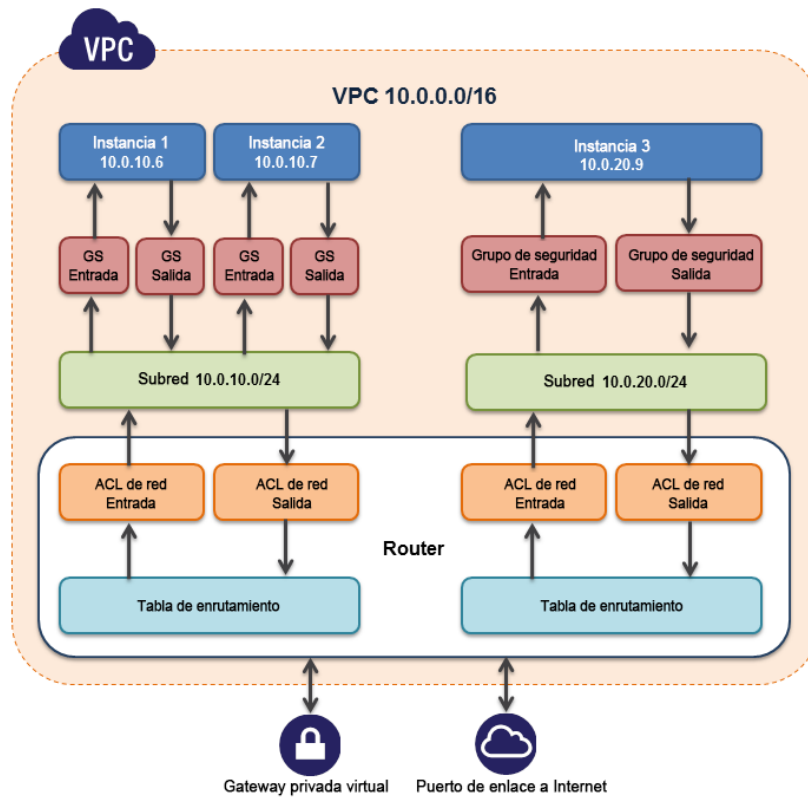 VPC
VPC 10.0.0.0/16
Instancia 1
10.0.10.6
Instancia 2
10.0.10.7
Instancia 3
10.0.20.9
GS
Entrada
GS
Salida
GS
Entrada
GS
Salida
Grupo de seguridad
Entrada
Grupo de seguridad
Salida
Subred 10.0.10.0/24
Subred 10.0.20.0/24
ACL de red
Entrada
ACL de red
Salida
ACL de red
Entrada
ACL de red
Salida
Router
Tabla de enrutamiento
Tabla de enrutamiento
Gateway privada virtual
Puerto de enlace a Internet